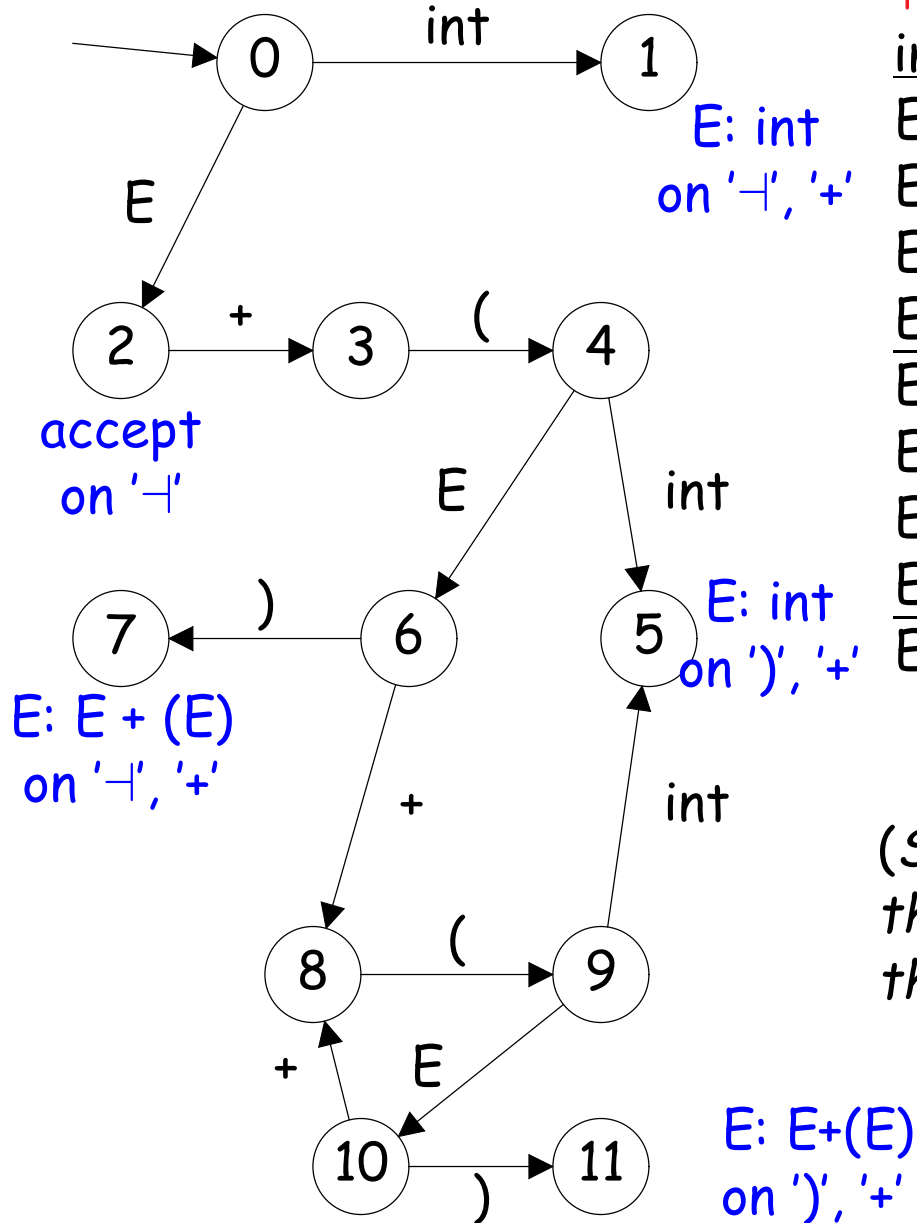 int
0
1
E: int
on '⊣', '+'
E
+
(
2
3
4
accept
on '⊣'
E
int
)
7
6
5
E: int
on ')', '+'
E: E + (E)
on '⊣', '+'
+
int
(
8
9
+
E
10
11
)
E: E+(E)
on ')', '+'
E
E
E
E
E
E
E
E
E